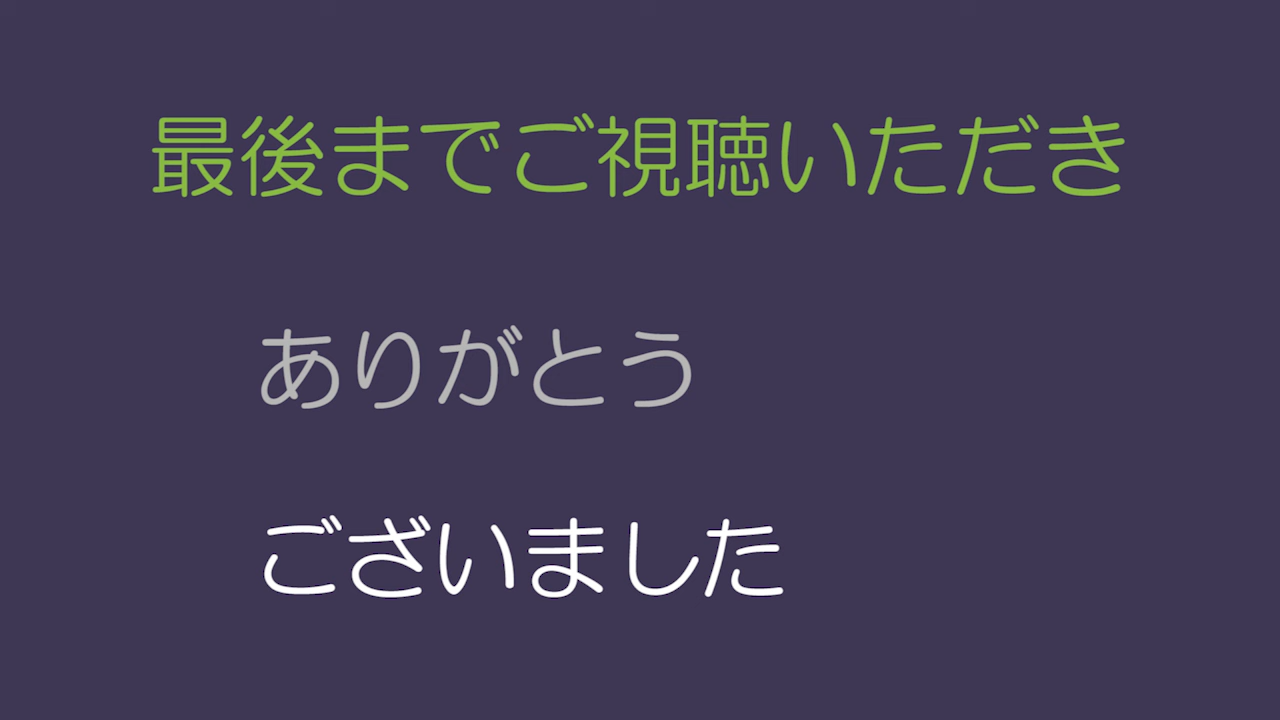 最後までご視聴いただき
ありがとう
ございました